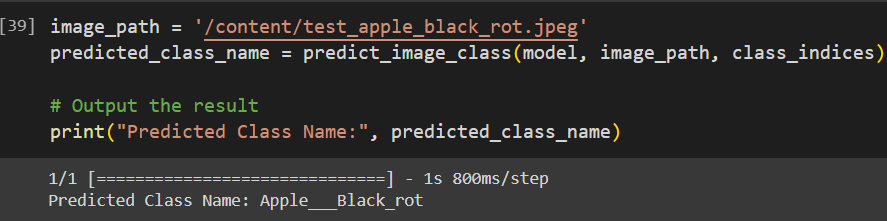 [39] image_path = '/content/test_apple_black_rot.jpeg'
predicted_class_name = predict_image_class(model, image_path, class_indices)
# Output the result
print("Predicted Class Name:", predicted_class_name)
1/1 [==============================] - 1s 800ms/step
Predicted Class Name: Apple___Black_rot